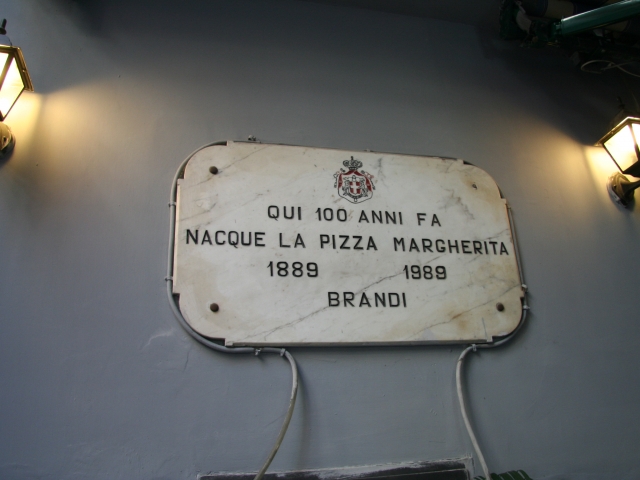 QUI 100 ANNI FA
NACQUE LA PIZZA MARGHERITA
1889 1989
BRANDI